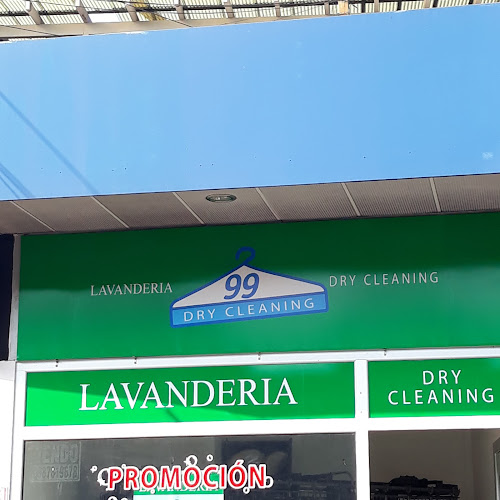 LAVANDERIA
99
DRY CLEANING
DRY CLEANING
LAVANDERIA
DRY
CLEANING
PROMOCIÓN